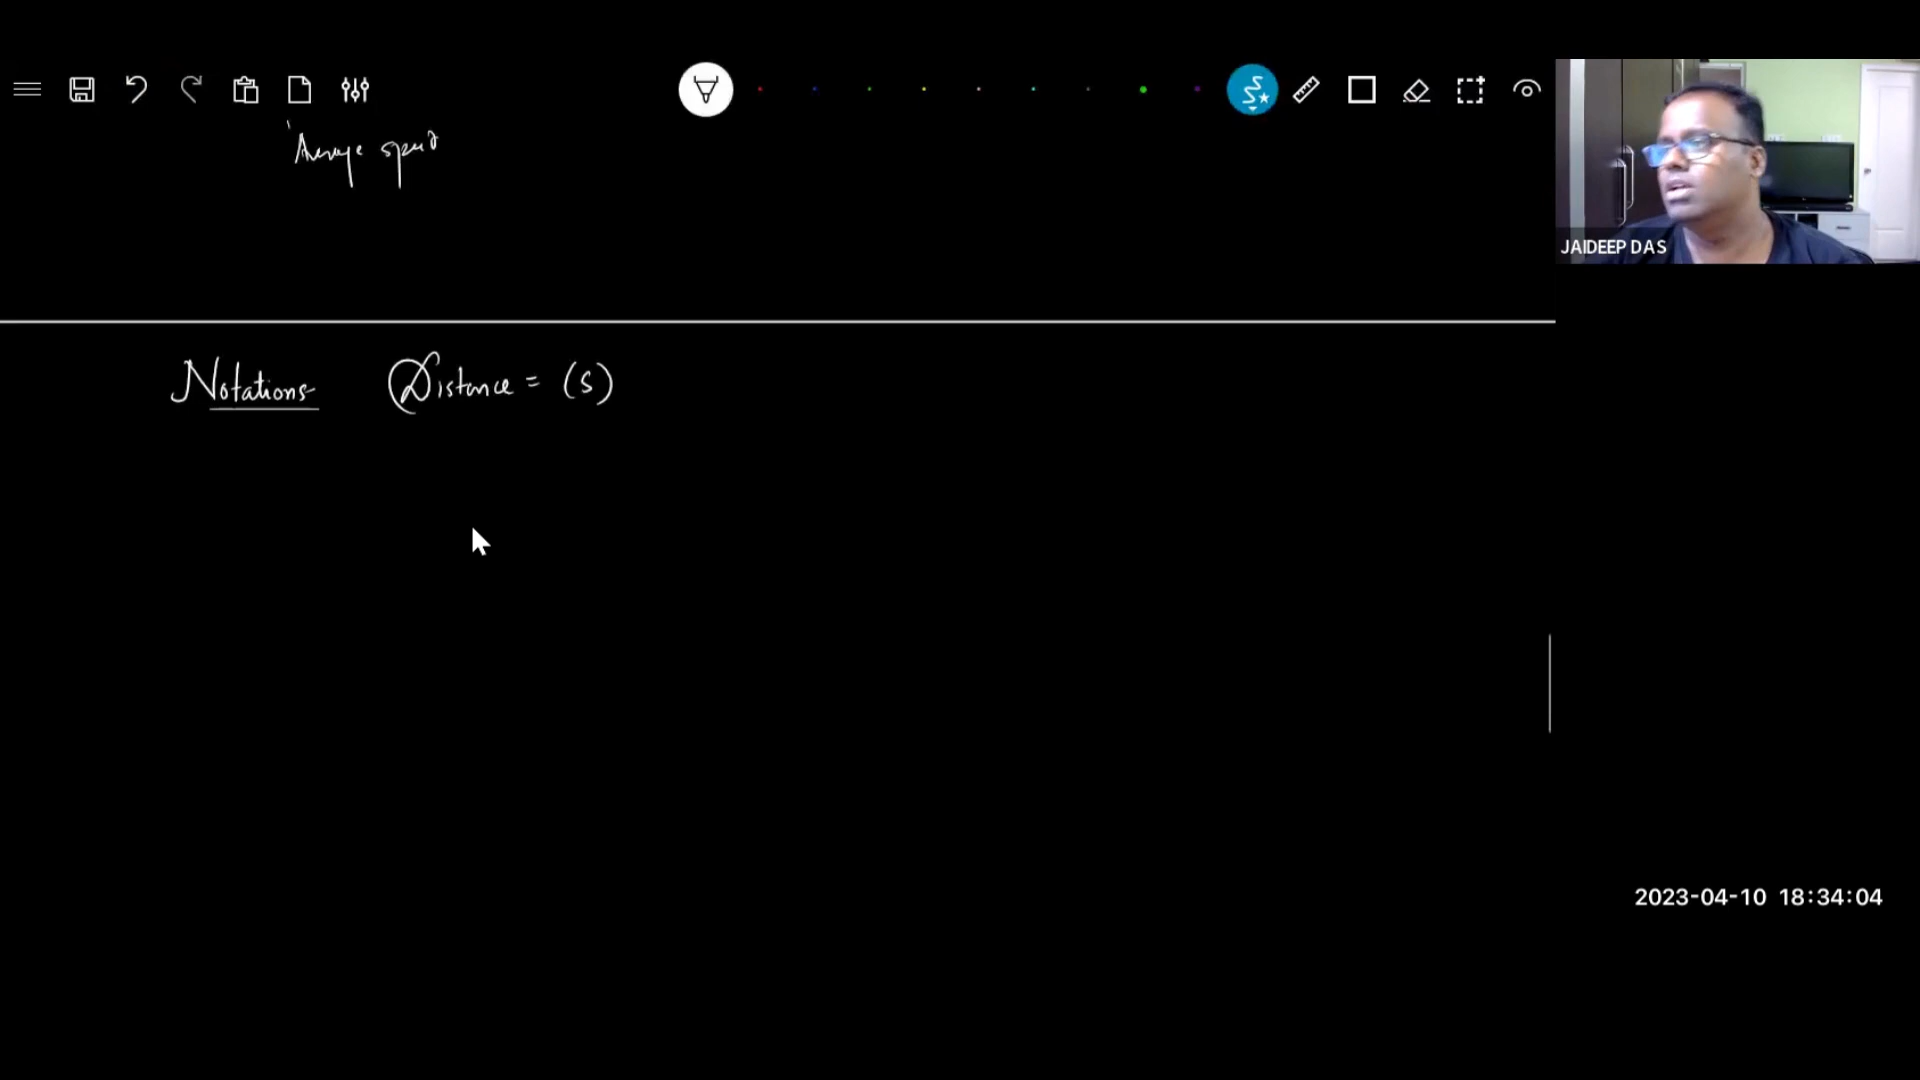 Average speed
JAIDEEP DAS
Notations Distance = (s)
2023-04-10 18:34:04